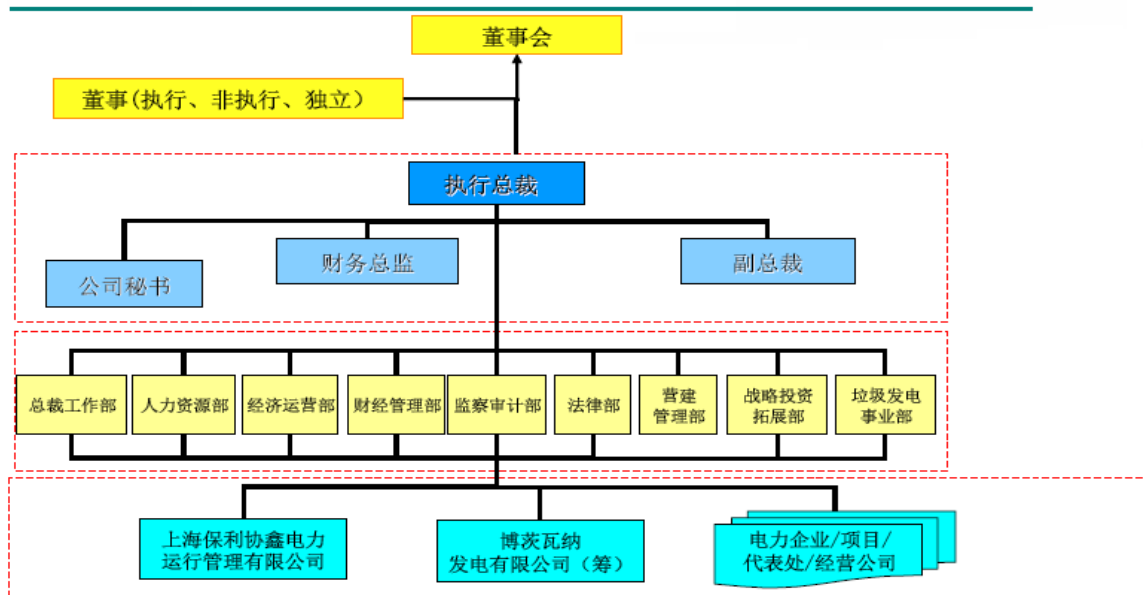 董事会
董事(执行、非执行、独立）
执行总裁
公司秘书
财务总监
副总裁
总裁工作部
人力资源部
经济运营部
财经管理部
监察审计部
法律部
营建
管理部
战略投资
拓展部
垃圾发电
事业部
上海保利协鑫电力
运行管理有限公司
博茨瓦纳
发电有限公司（筹）
电力企业/项目/
代表处/经营公司